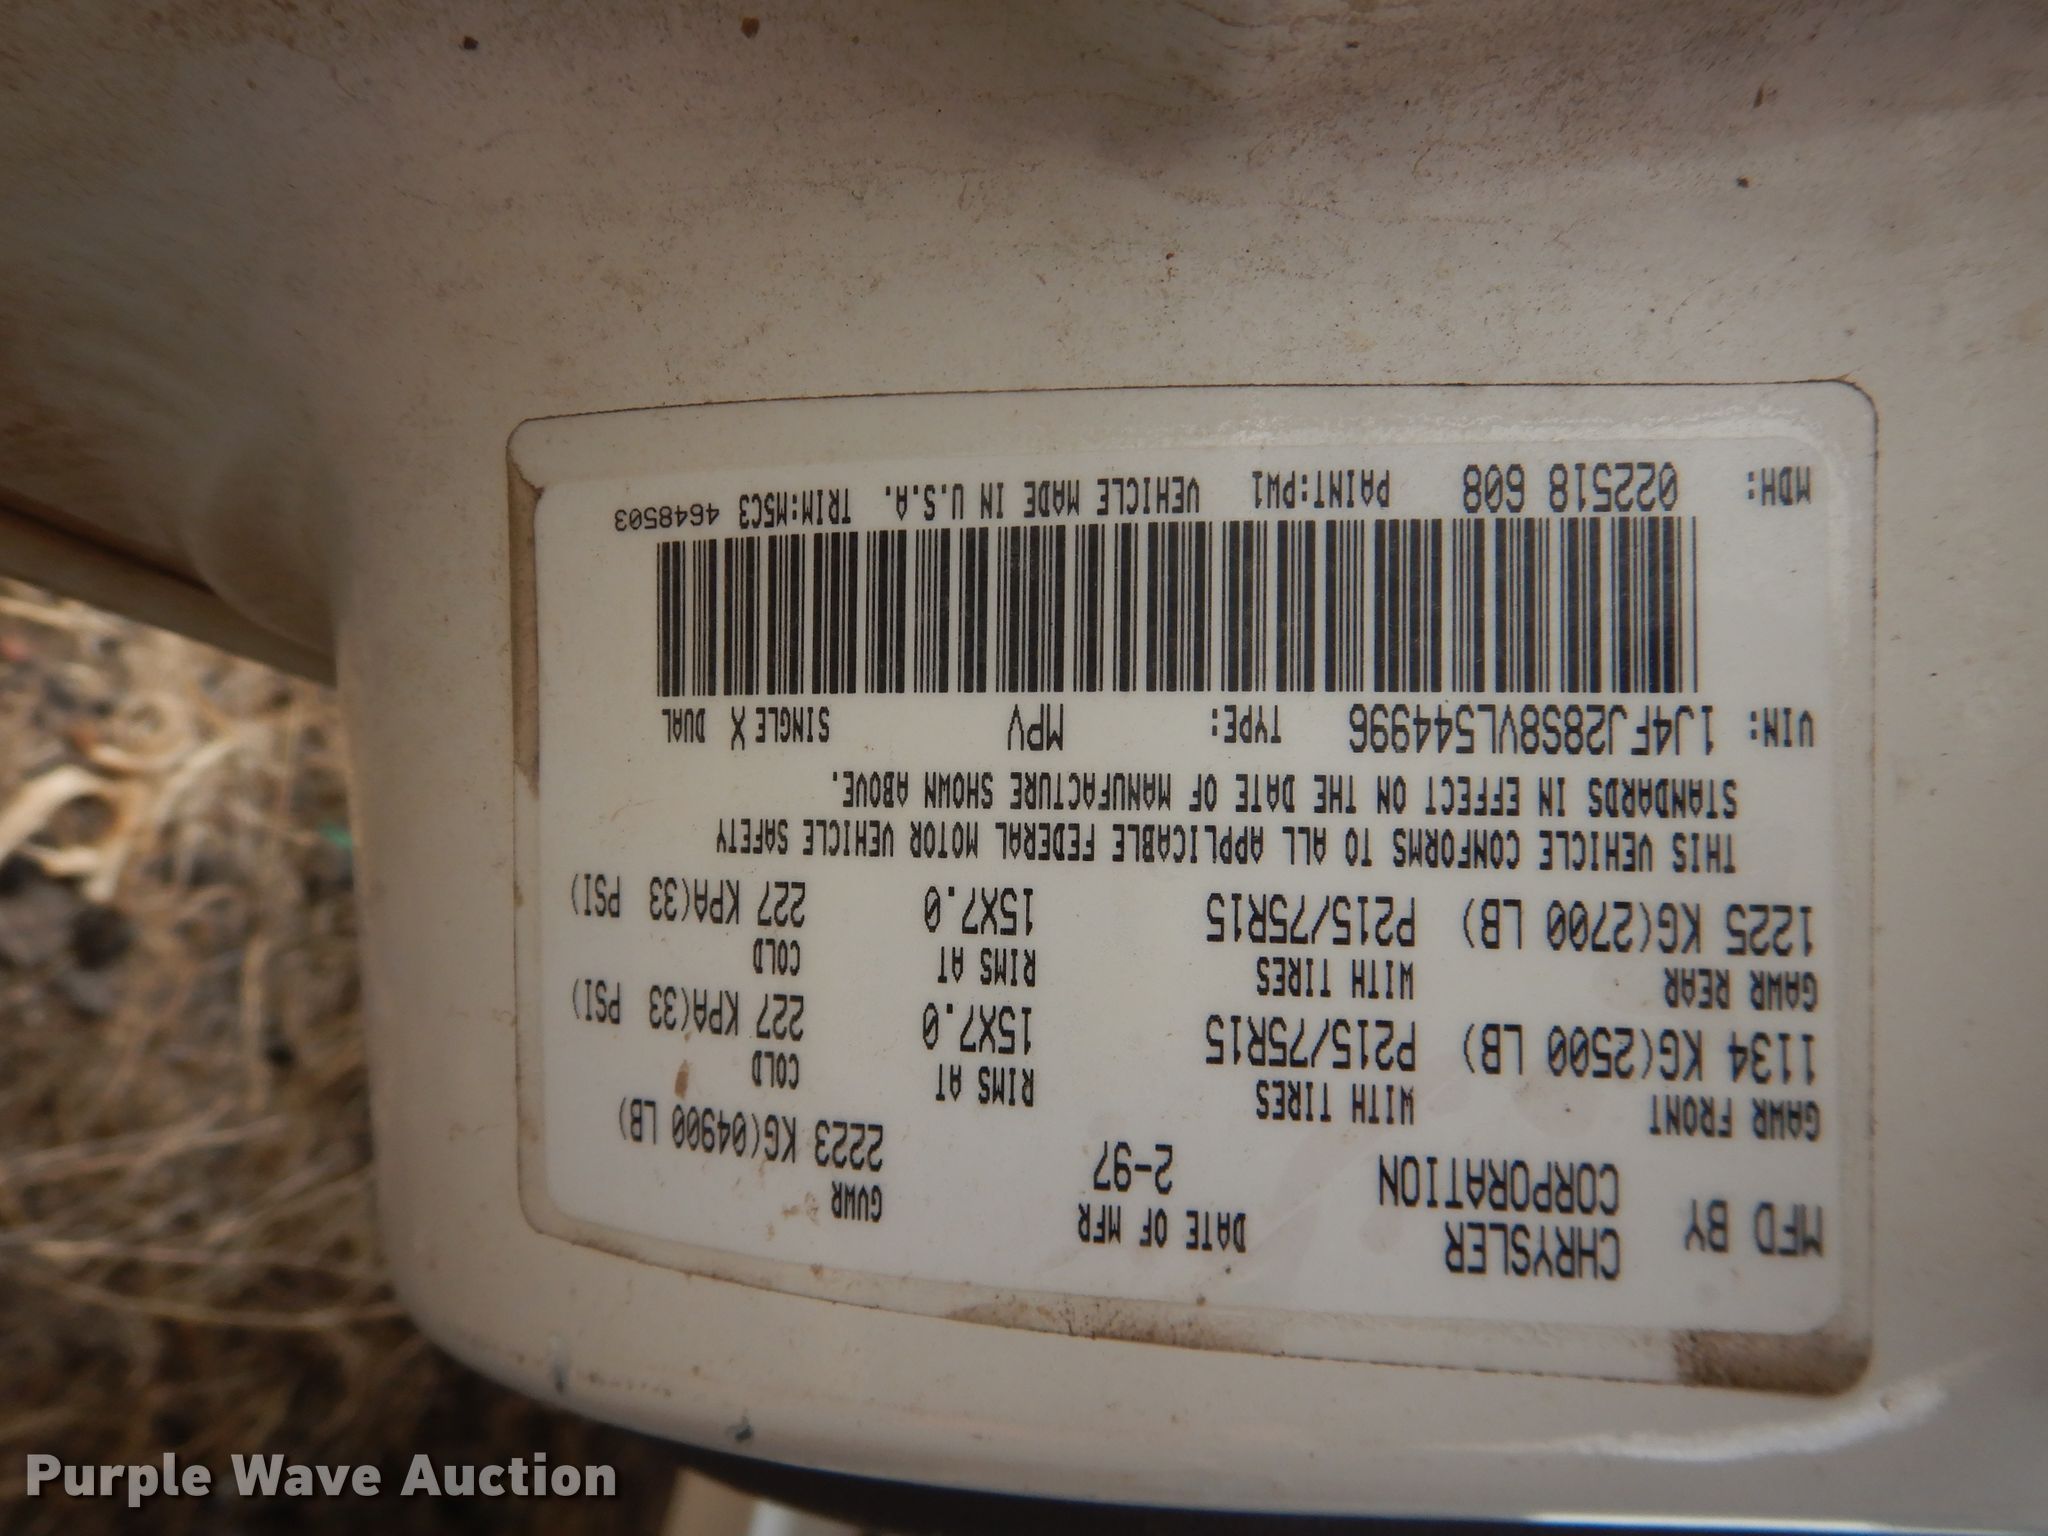 MFD BY CHRYSLER CORPORATION DATE OF MFR 2-97 GVWR 2223 KG(04900 LB)
GAWR FRONT WITH TIRES RIMS AT COLD
1134 KG(2500 LB) P215/75R15 15X7.0 227 KPA(33 PSI)
GAWR REAR WITH TIRES RIMS AT COLD
1225 KG(2700 LB) P215/75R15 15X7.0 227 KPA(33 PSI)
THIS VEHICLE CONFORMS TO ALL APPLICABLE FEDERAL MOTOR VEHICLE SAFETY
STANDARDS IN EFFECT ON THE DATE OF MANUFACTURE SHOWN ABOVE.
VIN: 1J4FJ28S8VL544996 TYPE: MPV SINGLE X DUAL
MDH: 022518 608 PAINT:PW1 VEHICLE MADE IN U.S.A. TRIM:M5C3 4648503
Purple Wave Auction